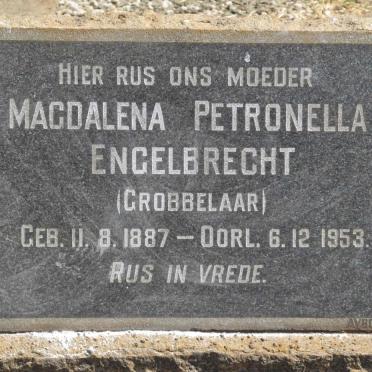 HIER RUS ONS MOEDER
MAGDALENA PETRONELLA
ENGELBRECHT
(GROBBELAAR)
GEB. 11. 8. 1887 — OORL. 6. 12 1953.
RUS IN VREDE.